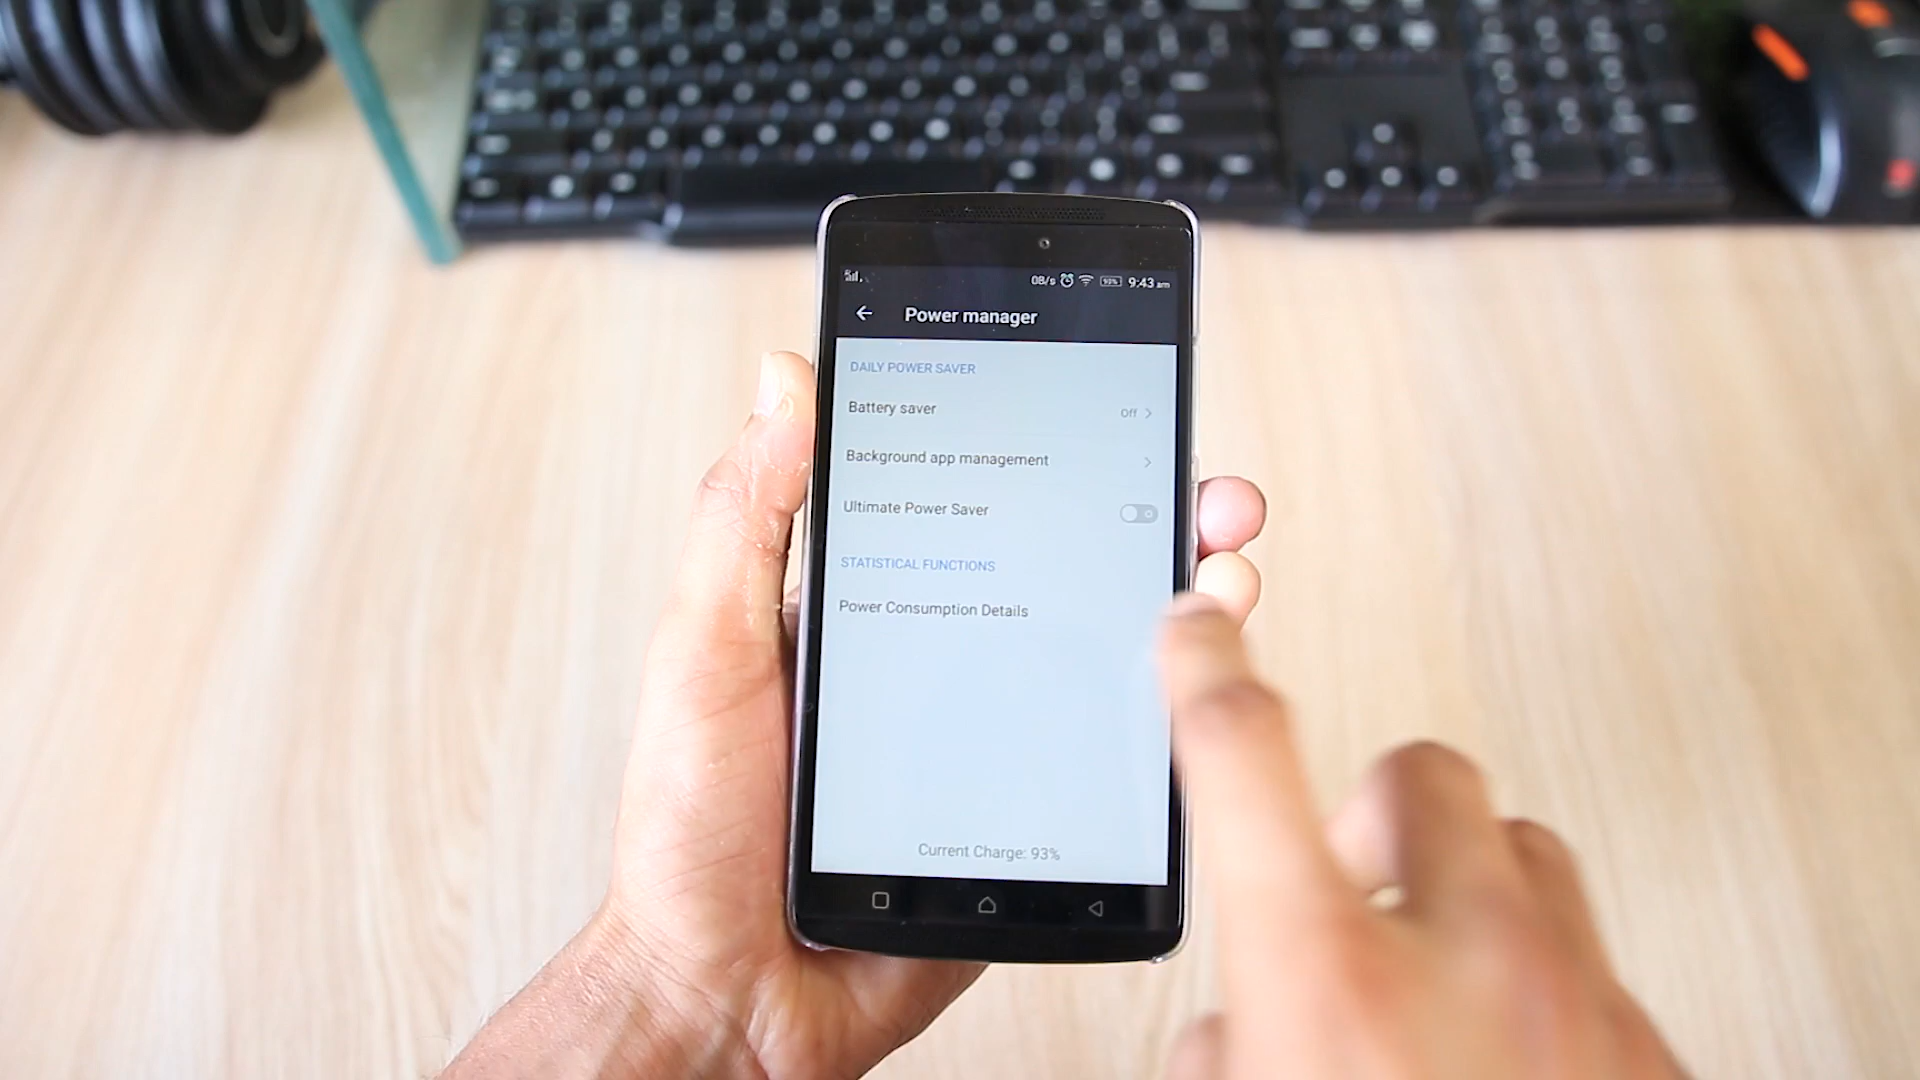 0B/s 93% 9:43 am
Power manager
DAILY POWER SAVER
Battery saver Off
Background app management
Ultimate Power Saver
STATISTICAL FUNCTIONS
Power Consumption Details
Current Charge: 93%